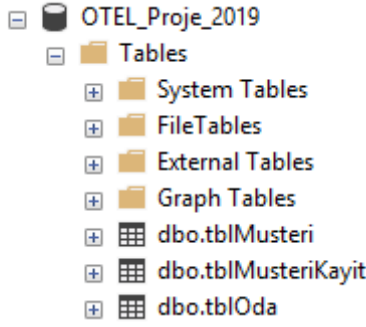 OTEL_Proje_2019
Tables
System Tables
FileTables
External Tables
Graph Tables
dbo.tblMusteri
dbo.tblMusteriKayit
dbo.tblOda